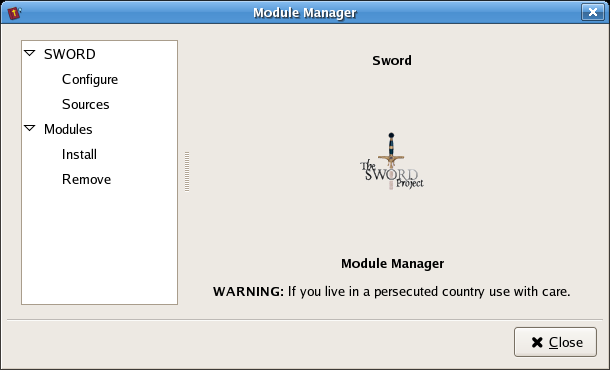 Module Manager
SWORD
Configure
Sources
Modules
Install
Remove
Sword
The
SWORD
Project
Module Manager
WARNING: If you live in a persecuted country use with care.
Close